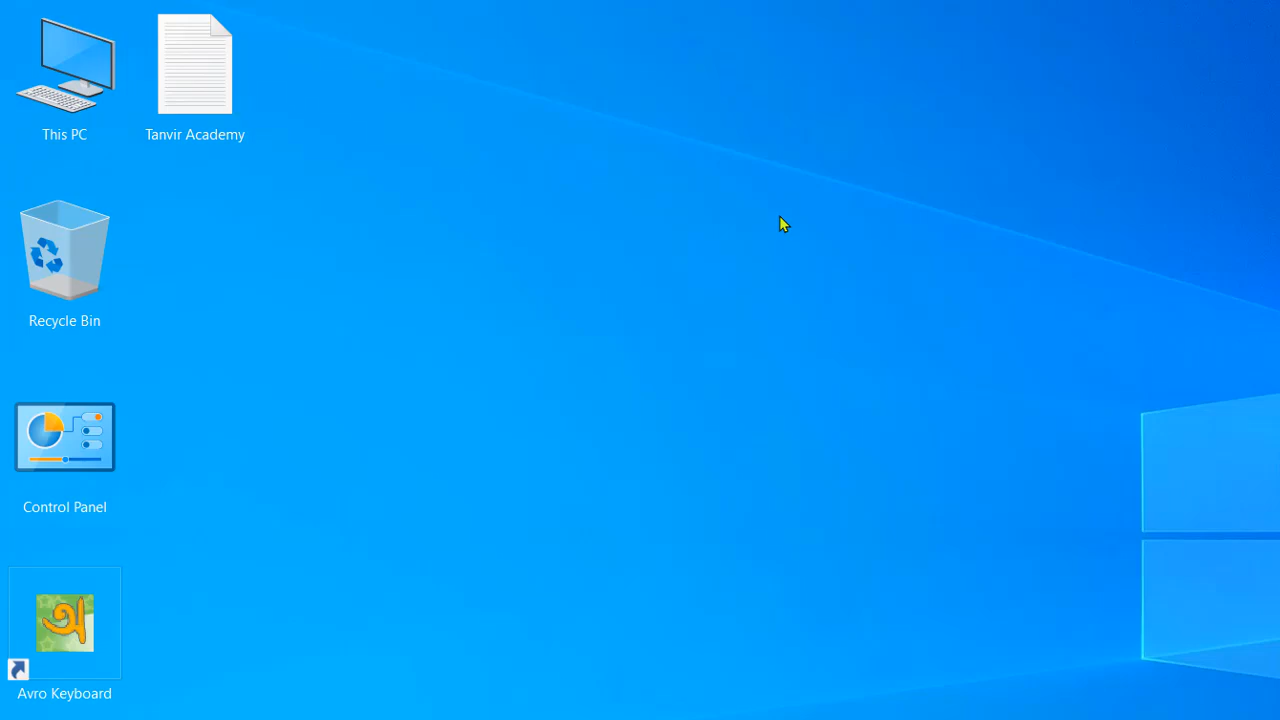 This PC
Tanvir Academy
Recycle Bin
Control Panel
অ
Avro Keyboard